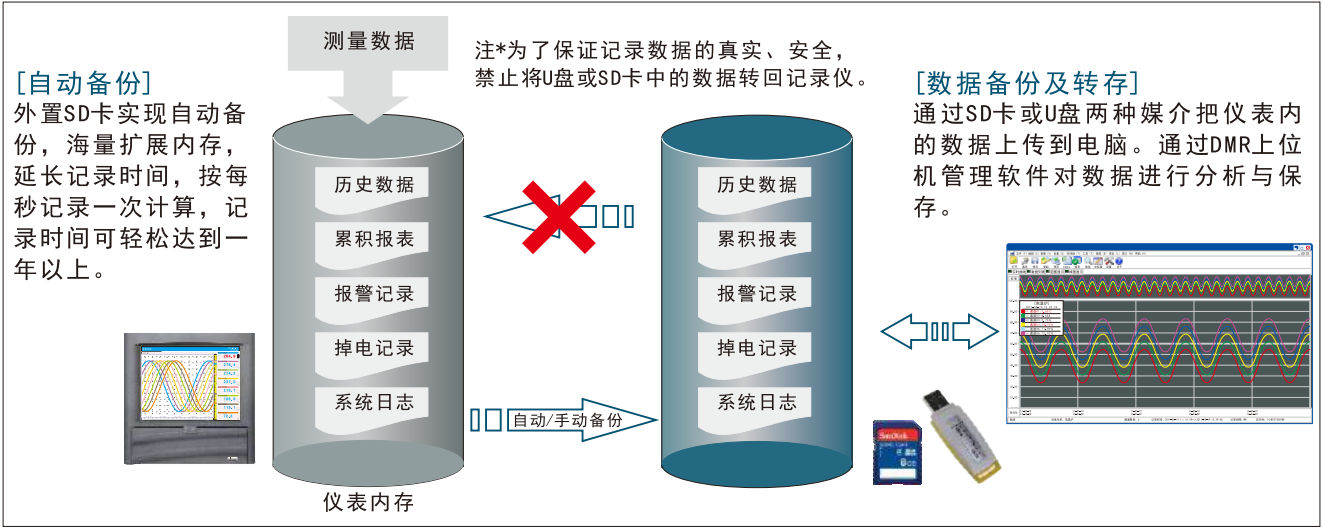 测量数据
注*为了保证记录数据的真实、安全，
禁止将U盘或SD卡中的数据转回记录仪。
[自动备份]
外置SD卡实现自动备
份，海量扩展内存，
延长记录时间，按每
秒记录一次计算，记
录时间可轻松达到一
年以上。
[数据备份及转存]
通过SD卡或U盘两种媒介把仪表内
的数据上传到电脑。通过DMR上位
机管理软件对数据进行分析与保
存。
历史数据
累积报表
报警记录
掉电记录
系统日志
历史数据
累积报表
报警记录
掉电记录
系统日志
自动/手动备份
仪表内存
SanDisk